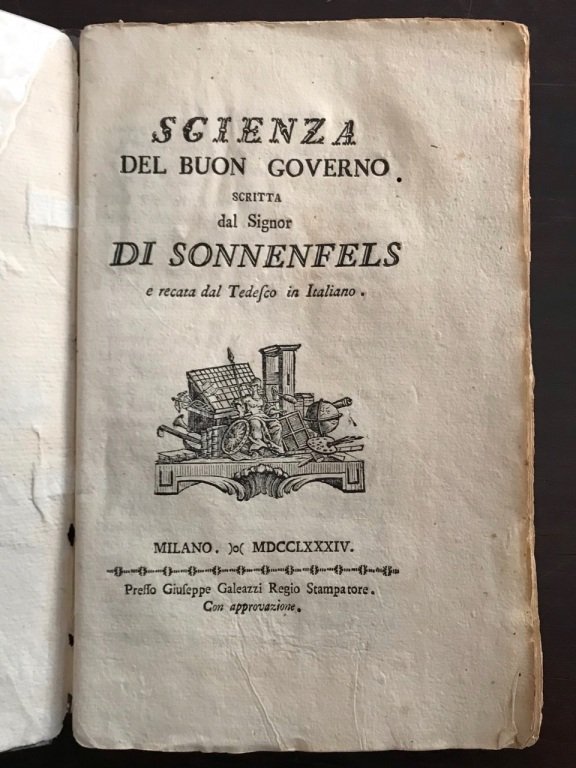 SCIENZA
DEL BUON GOVERNO.
SCRITTA
dal Signor
DI SONNENFELS
e recata dal Tedeſco in Italiano.
MILANO. )o( MDCCLXXXIV.
Preſſo Giuſeppe Galeazzi Regio Stampatore.
Con approvazione.